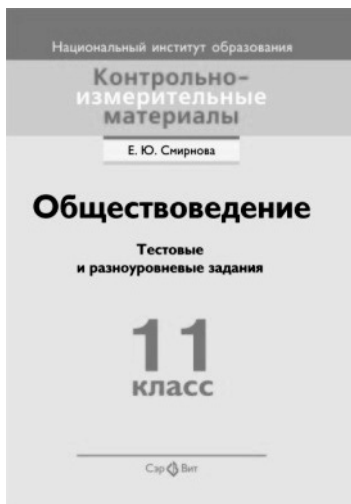 Национальный институт образования
Контрольно-
измерительные
материалы
Е. Ю. Смирнова
Обществоведение
Тестовые
и разноуровневые задания
11
класс
Сэр Вит